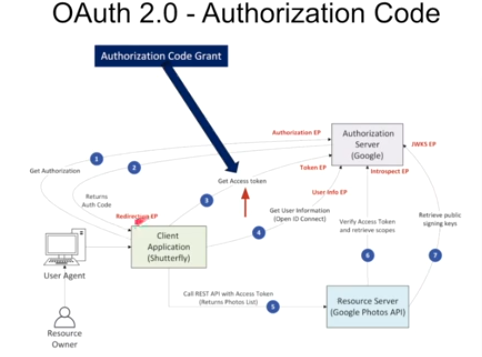 OAuth 2.0 - Authorization Code
Authorization Code Grant
Authorization EP
Authorization
Server
(Google)
JWKS EP
Token EP
Introspect EP
User Info EP
1
2
Get Authorization
Returns
Auth Code
Get Access token
3
Redirection EP
Get User Information
(Open ID Connect)
4
Verify Access Token
and retrieve scopes
Retrieve public
signing keys
Client
Application
(Shutterfly)
User Agent
6
7
Call REST API with Access Token
(Returns Photos List)
5
Resource Server
(Google Photos API)
Resource
Owner